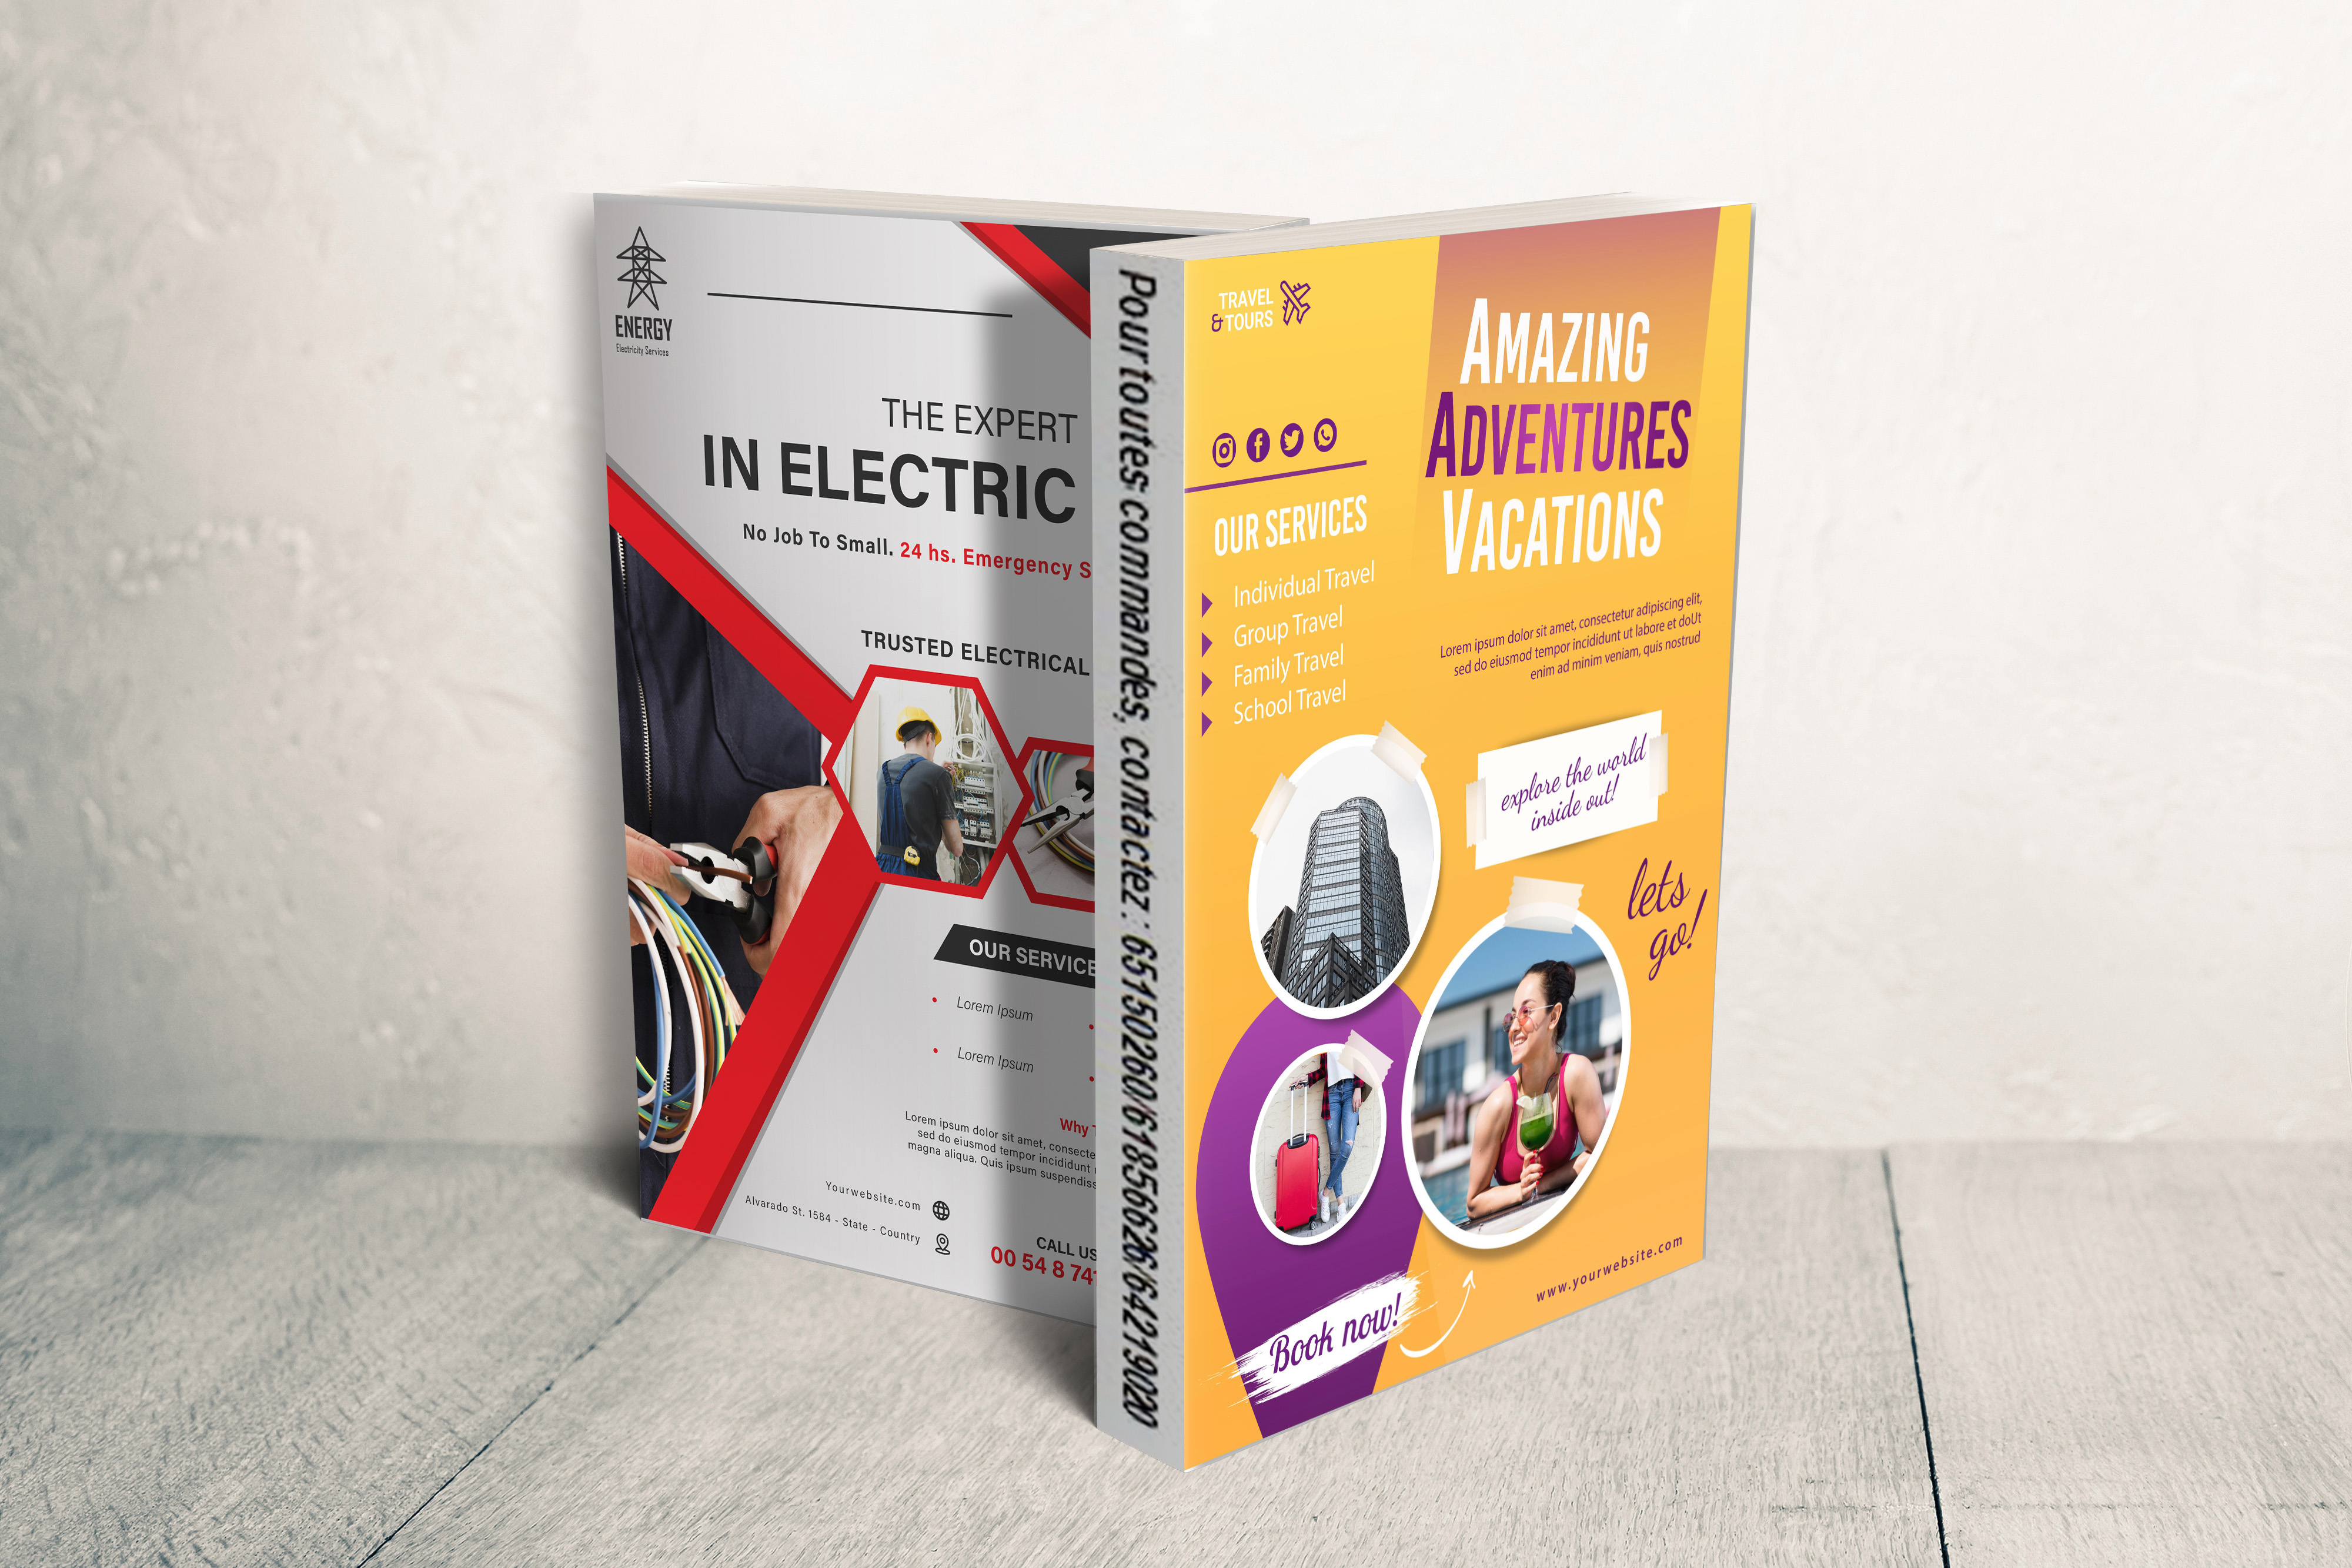 ENERGY
Electricity Services
THE EXPERT
IN ELECTRIC
No Job To Small. 24 hs. Emergency S
TRUSTED ELECTRICAL
OUR SERVICE
Lorem Ipsum
Lorem Ipsum
Why
Lorem ipsum dolor sit amet, consecte
sed do eiusmod tempor incididunt
magna aliqua. Quis ipsum suspendiss
Yourwebsite.com
Alvarado St. 1584 - State - Country
CALL US
00 54 8 74
Pour toutes commandes, contactez : 651502260/618556626/642190200
TRAVEL
& TOURS
AMAZING
ADVENTURES
VACATIONS
OUR SERVICES
Individual Travel
Group Travel
Family Travel
School Travel
Lorem ipsum dolor sit amet, consectetur adipiscing elit,
sed do eiusmod tempor incididunt ut labore et doUt
enim ad minim veniam, quis nostrud
explore the world
inside out!
lets
go!
Book now!
www.yourwebsite.com